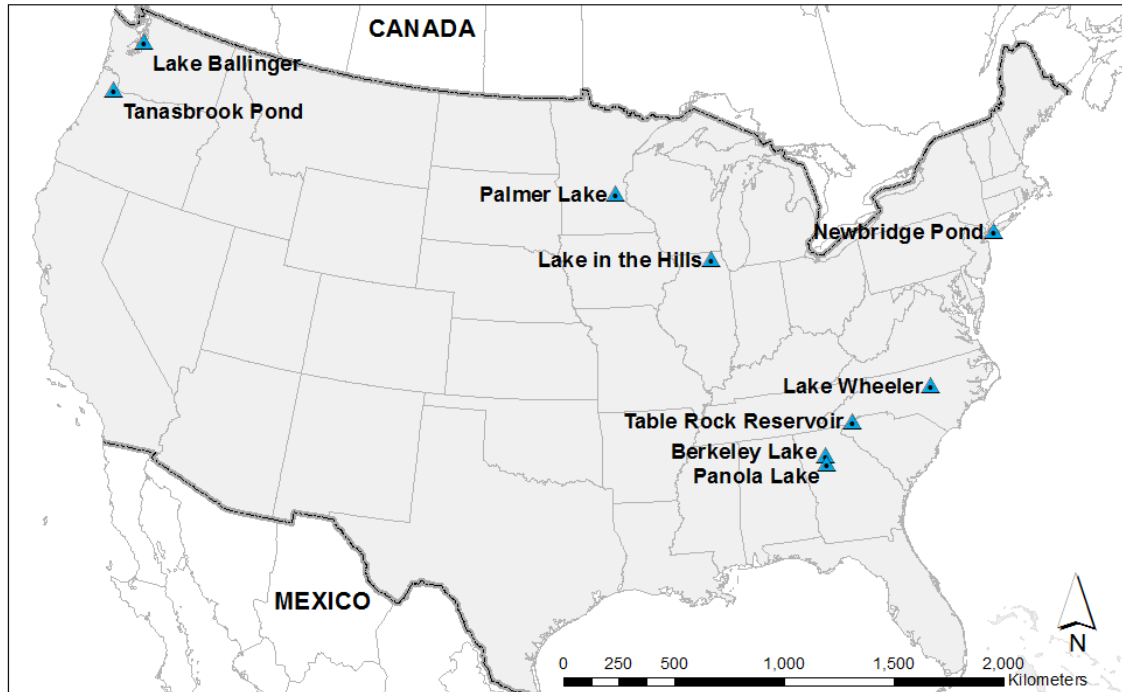 CANADA
Lake Ballinger
Tanasbrook Pond
Palmer Lake
Newbridge Pond
Lake in the Hills
Lake Wheeler
Table Rock Reservoir
Berkeley Lake
Panola Lake
MEXICO
N
0 250 500 1,000 1,500 2,000
Kilometers